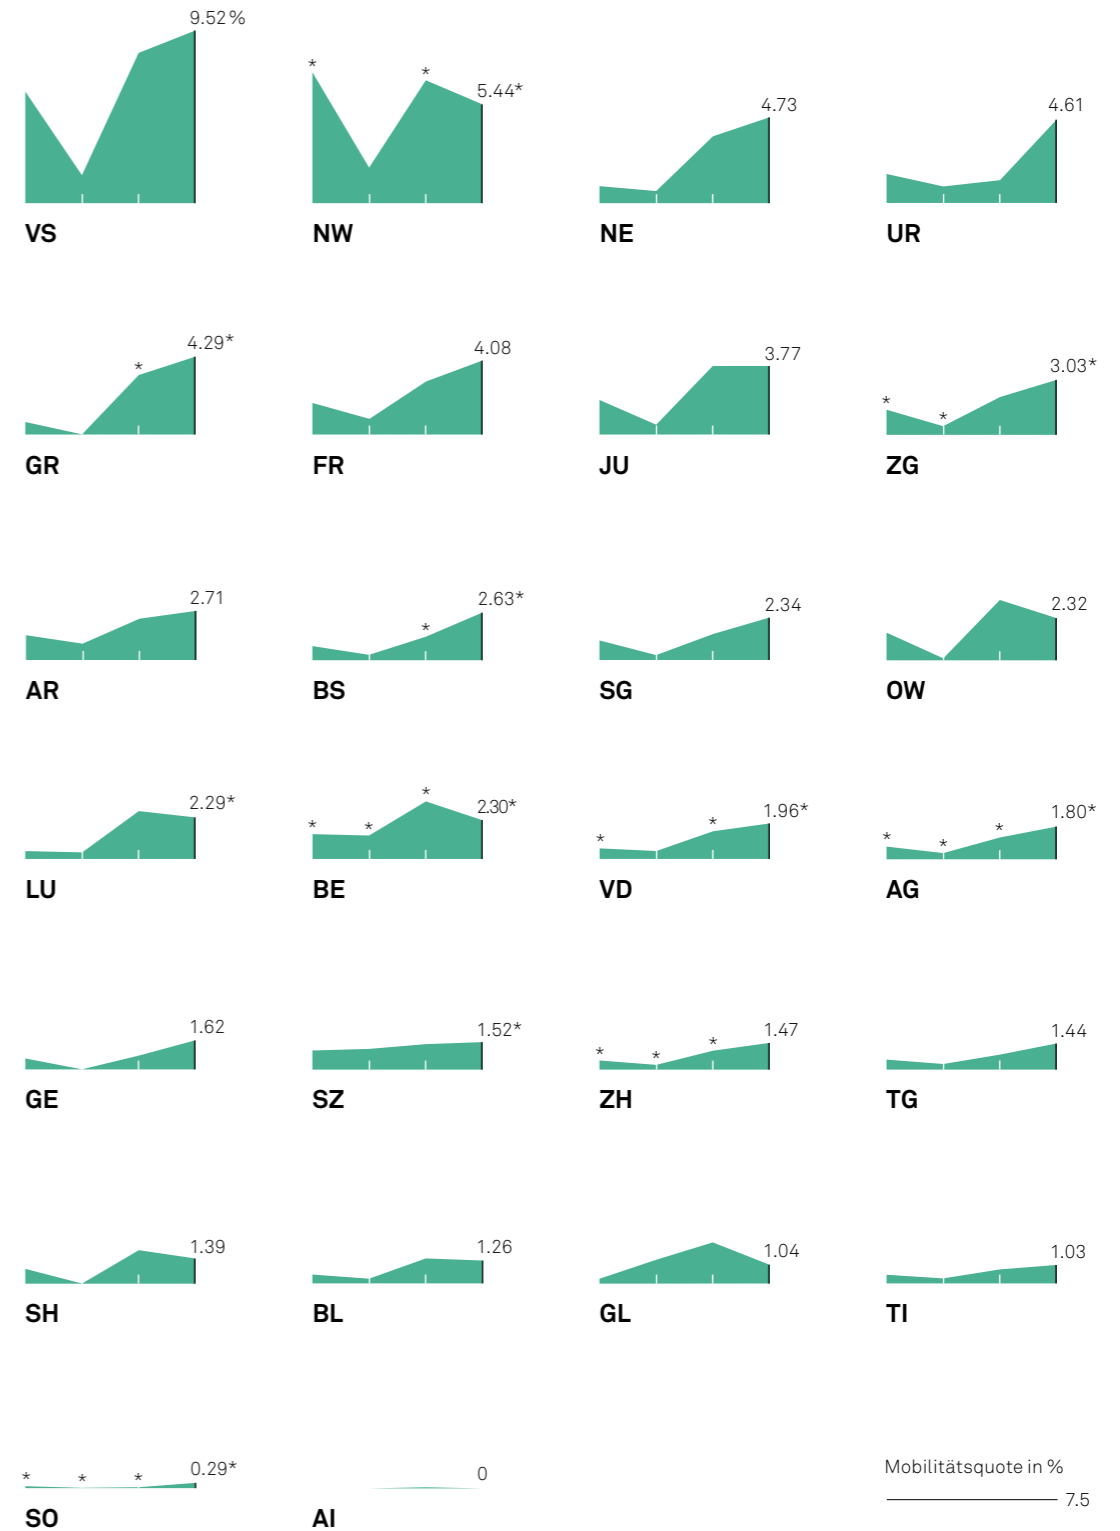 9.52 %
* * 5.44*
4.73
4.61
VS NW NE UR
* 4.29*
4.08
3.77
* * 3.03*
GR FR JU ZG
2.71
* 2.63*
2.34
2.32
AR BS SG OW
2.29*
* * * 2.30*
* * 1.96*
* * * 1.80*
LU BE VD AG
1.62
1.52*
* * * 1.47
1.44
GE SZ ZH TG
1.39
1.26
1.04
1.03
SH BL GL TI
* * * 0.29*
0
Mobilitätsquote in %
7.5
SO AI